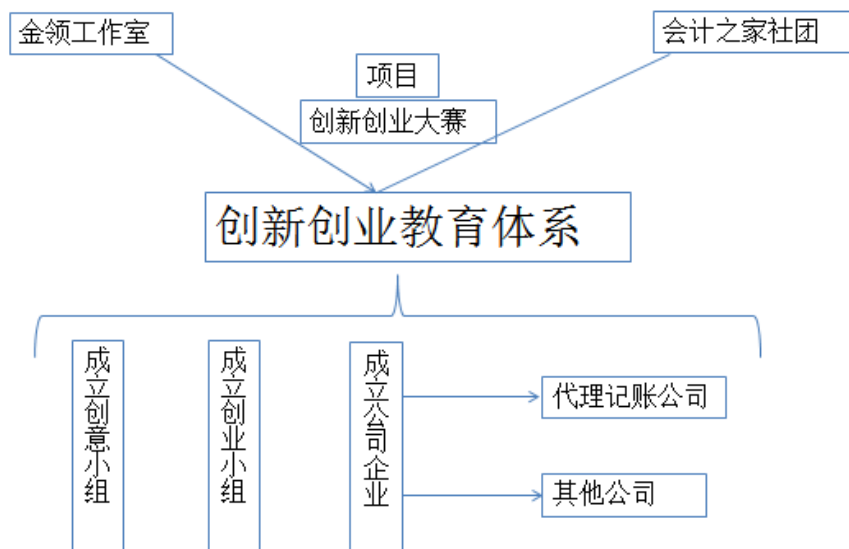 金领工作室
会计之家社团
项目
创新创业大赛
创新创业教育体系
成立创意小组
成立创业小组
成立公司企业
代理记账公司
其他公司